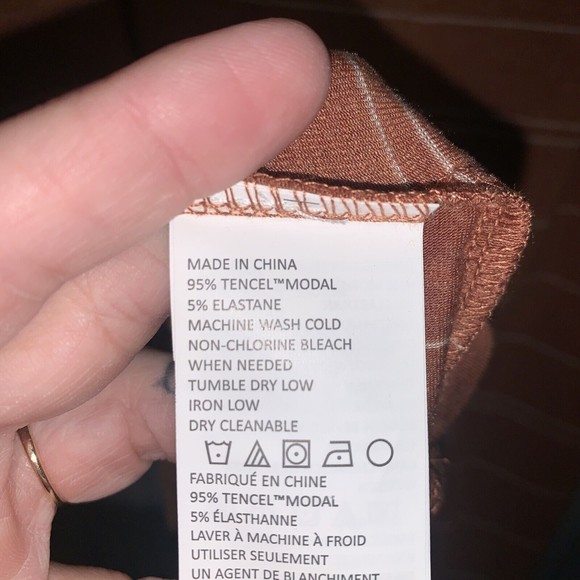 MADE IN CHINA
95% TENCEL™MODAL
5% ELASTANE
MACHINE WASH COLD
NON-CHLORINE BLEACH
WHEN NEEDED
TUMBLE DRY LOW
IRON LOW
DRY CLEANABLE
FABRIQUÉ EN CHINE
95% TENCEL™MODAL
5% ÉLASTHANNE
LAVER À MACHINE À FROID
UTILISER SEULEMENT
UN AGENT DE BLANCHIMENT